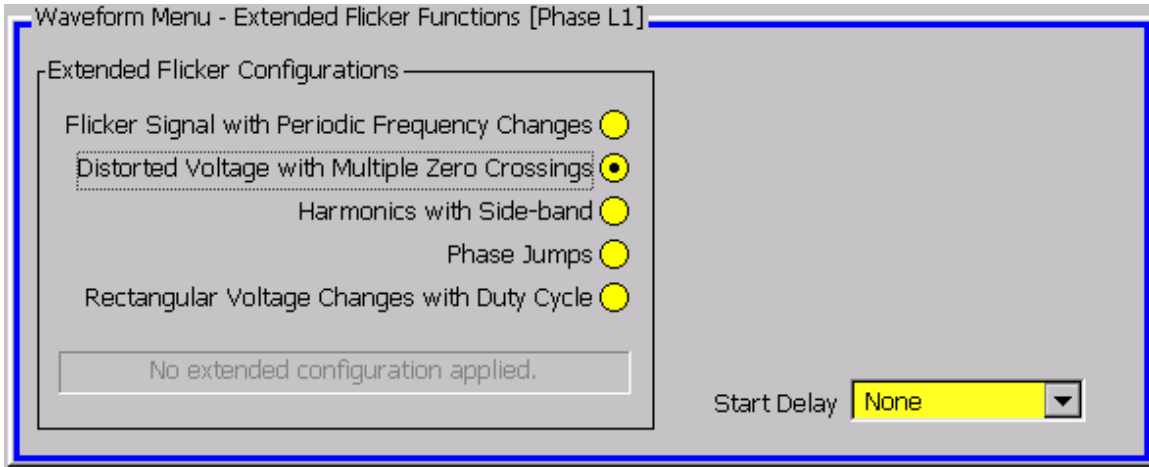 Waveform Menu - Extended Flicker Functions [Phase L1]
Extended Flicker Configurations
Flicker Signal with Periodic Frequency Changes
Distorted Voltage with Multiple Zero Crossings
Harmonics with Side-band
Phase Jumps
Rectangular Voltage Changes with Duty Cycle
No extended configuration applied.
Start Delay None